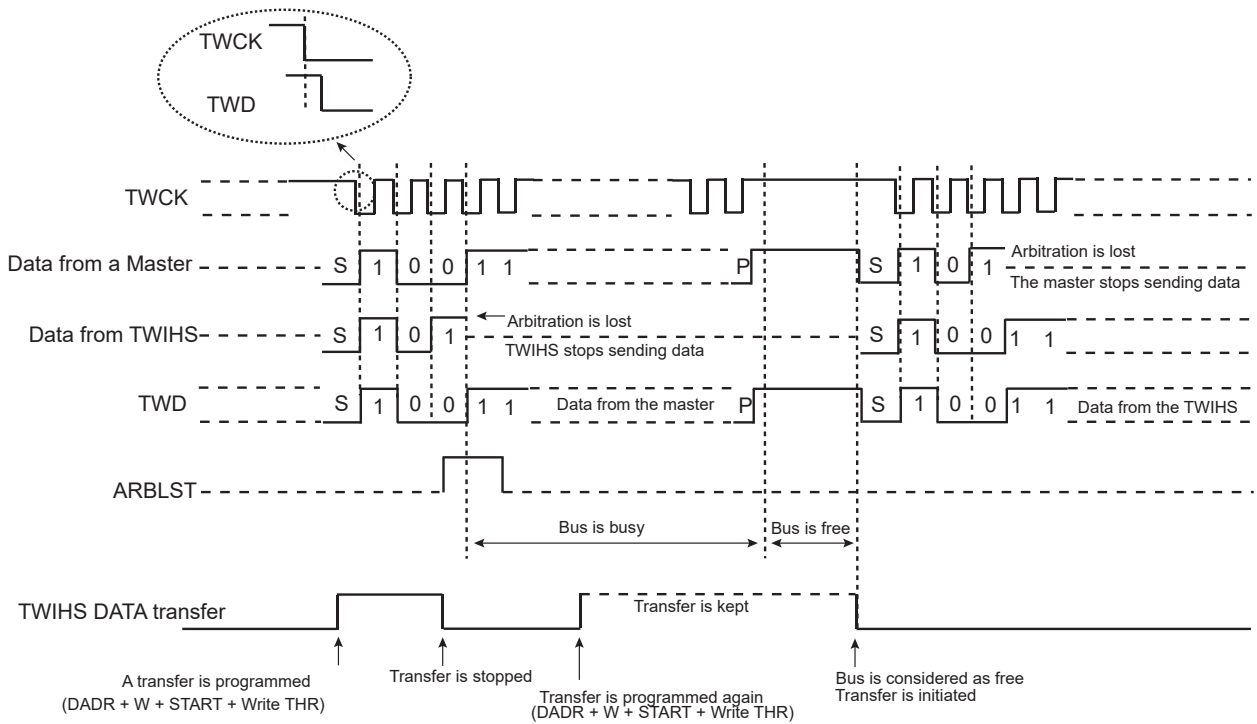 TWCK
TWD
TWCK
Data from a Master S 1 0 0 1 1 P S 1 0 1 Arbitration is lost
The master stops sending data
Data from TWIHS S 1 0 1 Arbitration is lost S 1 0 0 1 1
TWIHS stops sending data
TWD S 1 0 0 1 1 Data from the master P S 1 0 0 1 1 Data from the TWIHS
ARBLST
Bus is busy Bus is free
TWIHS DATA transfer Transfer is kept
A transfer is programmed
(DADR + W + START + Write THR)
Transfer is stopped
Transfer is programmed again
(DADR + W + START + Write THR)
Bus is considered as free
Transfer is initiated